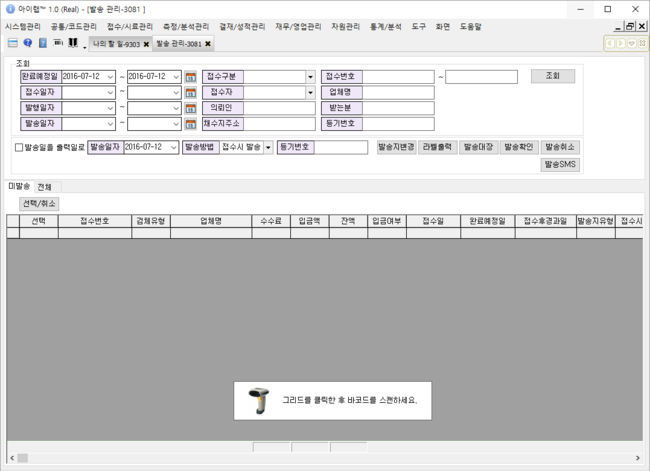 아이랩™ 1.0 (Real) - [발송 관리-3081 ]
시스템관리 공통/코드관리 접수/시료관리 측정/분석관리 결재/성적관리 재무/영업관리 자원관리 통계/분석 도구 화면 도움말
나의 할 일-9303 발송 관리-3081
조회
완료예정일 2016-07-12 ~ 2016-07-12 접수구분 접수번호 ~ 조회
접수일자 ~ 접수자 업체명
발행일자 ~ 의뢰인 받는분
발송일자 ~ 채수지주소 등기번호
발송일을 출력일로 발송일자 2016-07-12 발송방법 접수시 발송 등기번호 발송지변경 라벨출력 발송대장 발송확인 발송취소
발송SMS
미발송 전체
선택/취소
선택 접수번호 검체유형 업체명 수수료 입금액 잔액 입금여부 접수일 완료예정일 접수후경과일 발송지유형 접수시
그리드를 클릭한 후 바코드를 스캔하세요.